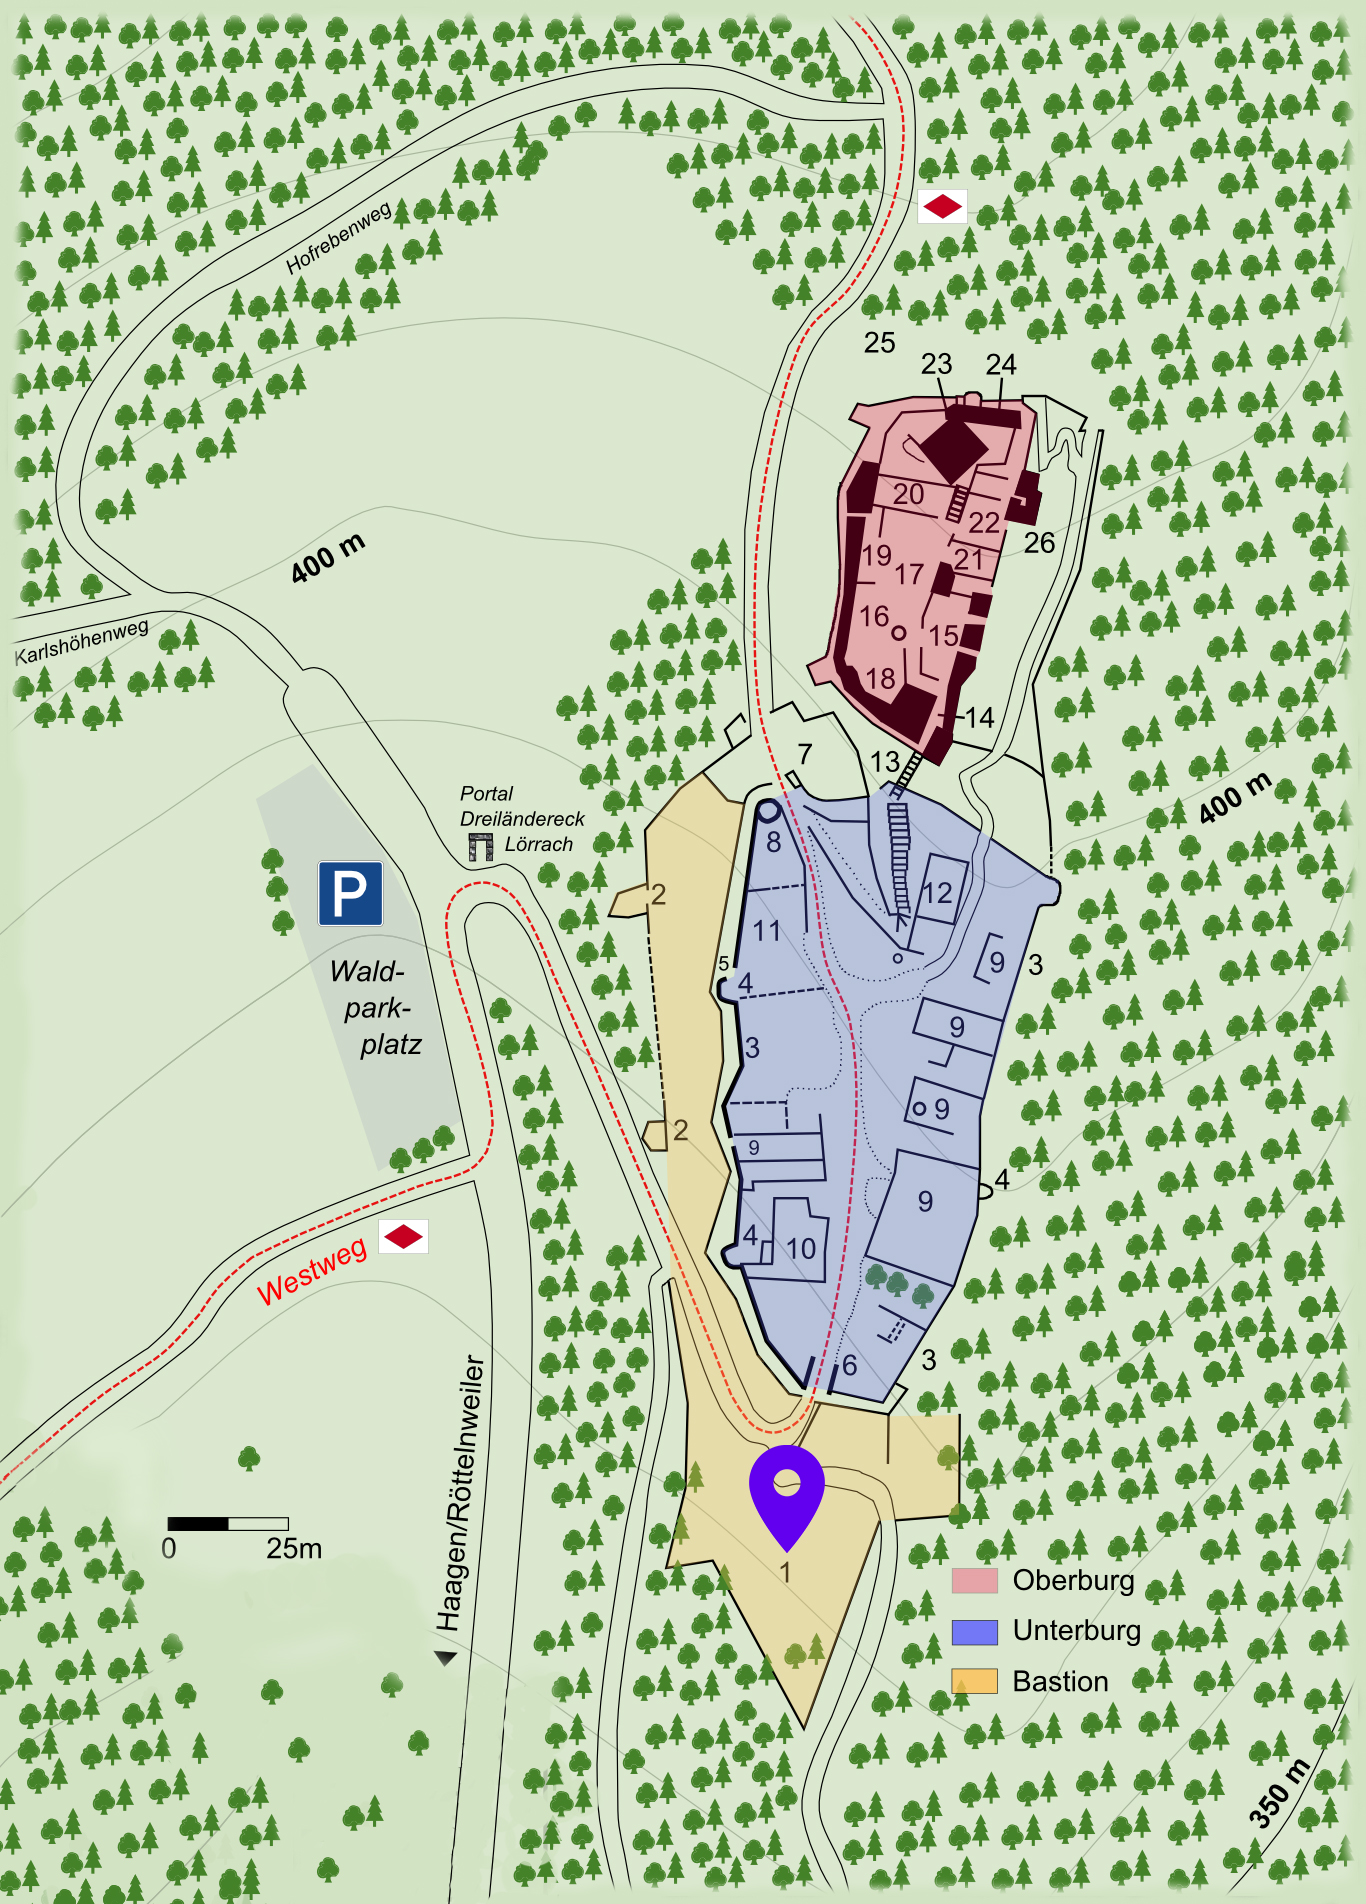 Hofrebenweg
25
23
24
400 m
20
22
26
19
17
21
16
15
Karlshöhenweg
18
14
7
13
Portal
Dreiländereck
Lörrach
400 m
8
P
2
12
11
Wald-
park-
platz
5
4
9
3
3
9
9
2
9
9
4
4
10
Westweg
6
3
Haagen/Röttelnweiler
0
25m
1
Oberburg
Unterburg
Bastion
350 m